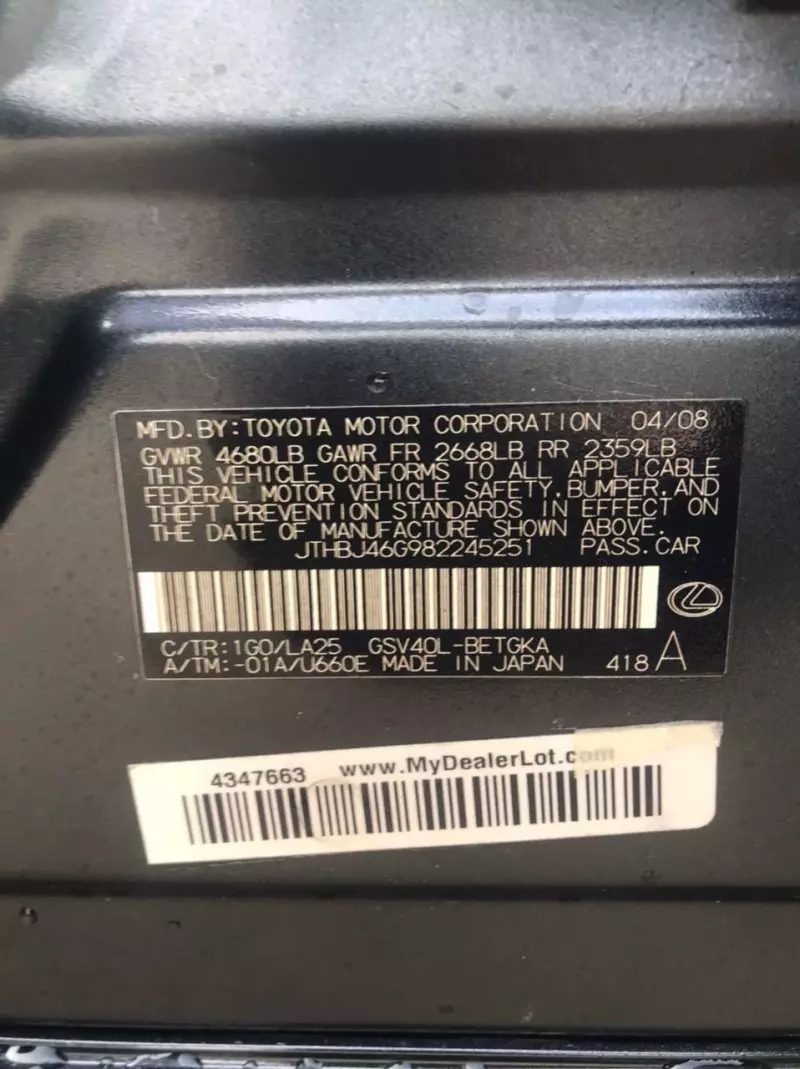 MFD.BY:TOYOTA MOTOR CORPORATION 04/08
GVWR 4680LB GAWR FR 2668LB RR 2359LB
THIS VEHICLE CONFORMS TO ALL APPLICABLE
FEDERAL MOTOR VEHICLE SAFETY,BUMPER,AND
THEFT PREVENTION STANDARDS IN EFFECT ON
THE DATE OF MANUFACTURE SHOWN ABOVE.
JTHBJ46G982245251 PASS.CAR
C/TR:1G0/LA25 GSV40L-BETGKA
A/TM:-01A/U660E MADE IN JAPAN 418 A
4347663 www.MyDealerLot.com